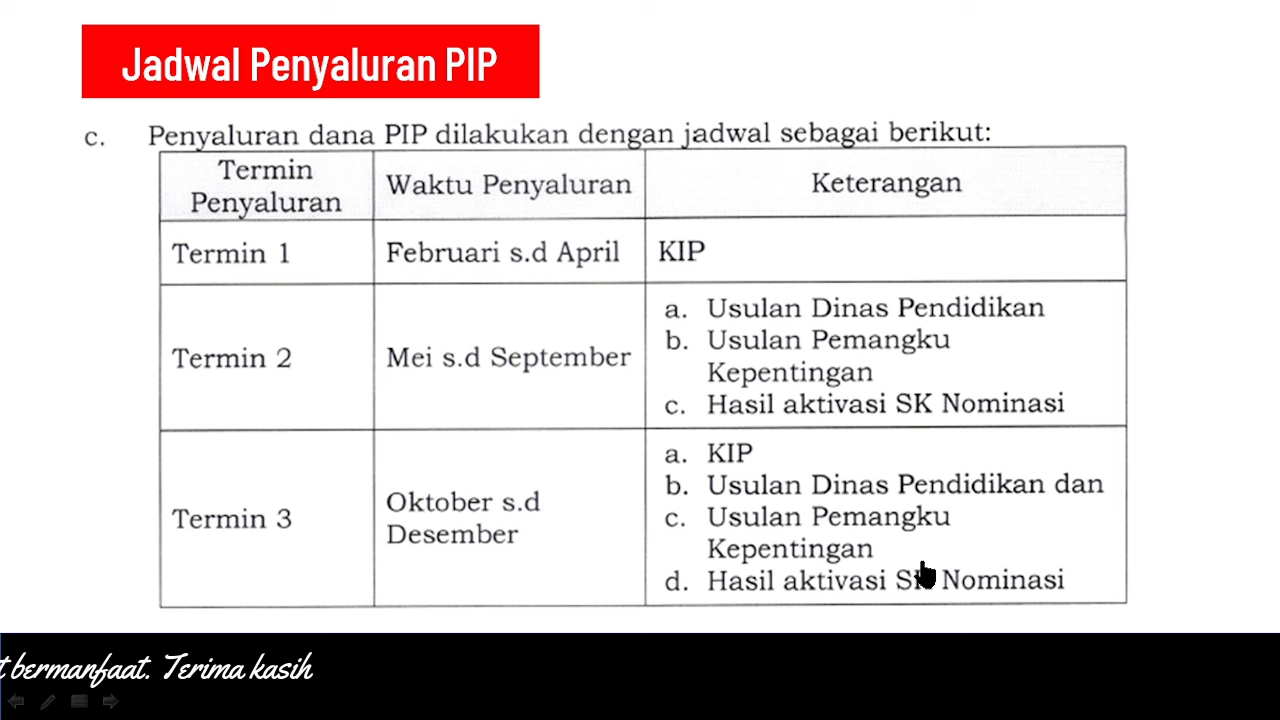 Jadwal Penyaluran PIP
c. Penyaluran dana PIP dilakukan dengan jadwal sebagai berikut:
Termin Penyaluran
Waktu Penyaluran
Keterangan
Termin 1
Februari s.d April
KIP
Termin 2
Mei s.d September
a. Usulan Dinas Pendidikan
b. Usulan Pemangku
Kepentingan
c. Hasil aktivasi SK Nominasi
Termin 3
Oktober s.d
Desember
a. KIP
b. Usulan Dinas Pendidikan dan
c. Usulan Pemangku
Kepentingan
d. Hasil aktivasi SK Nominasi
bermanfaat. Terima kasih